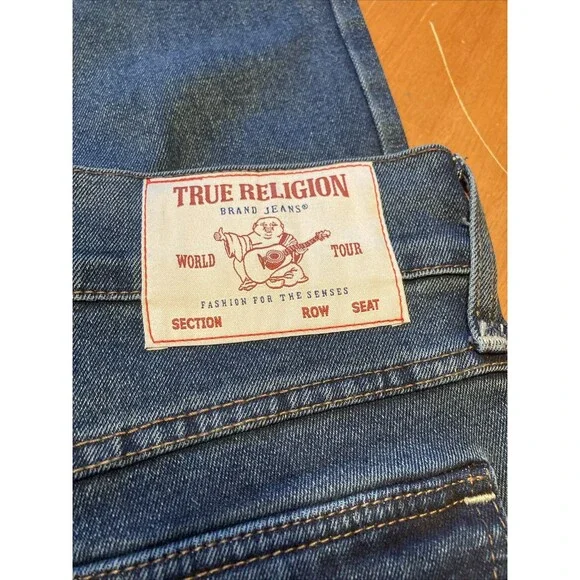 TRUE RELIGION
BRAND JEANS®
WORLD TOUR
FASHION FOR THE SENSES
SECTION ROW SEAT